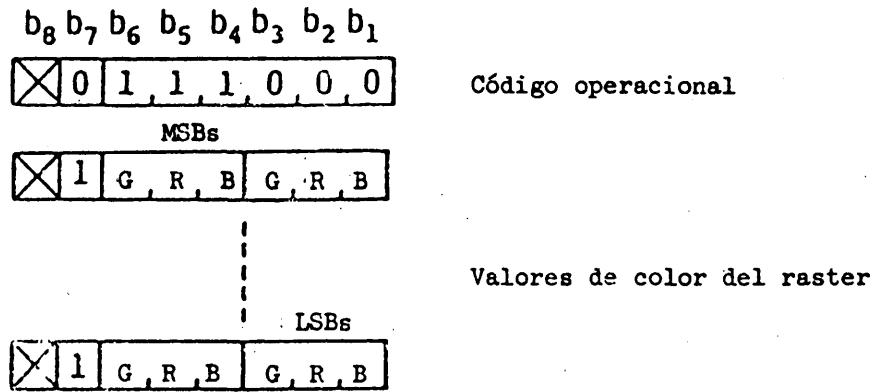 b₈ b₇ b₆ b₅ b₄ b₃ b₂ b₁
0 1 1 1 0 0 0 Código operacional
MSBs
1 G R B G R B
Valores de color del raster
LSBs
1 G R B G R B